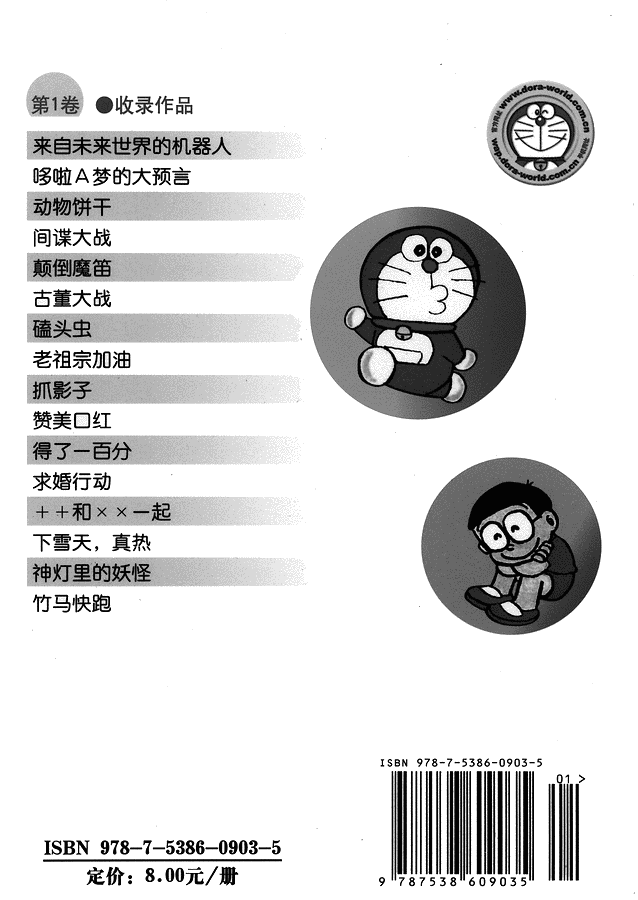 第1卷 ●收录作品
来自未来世界的机器人
哆啦A梦的大预言
动物饼干
间谍大战
颠倒魔笛
古董大战
磕头虫
老祖宗加油
抓影子
赞美口红
得了一百分
求婚行动
++和××一起
下雪天，真热
神灯里的妖怪
竹马快跑
官方网站 www.dora-world.com.cn
wap.dora-world.com.cn
ISBN 978-7-5386-0903-5
01 >
9 787538 609035
ISBN 978-7-5386-0903-5
定价：8.00元/册